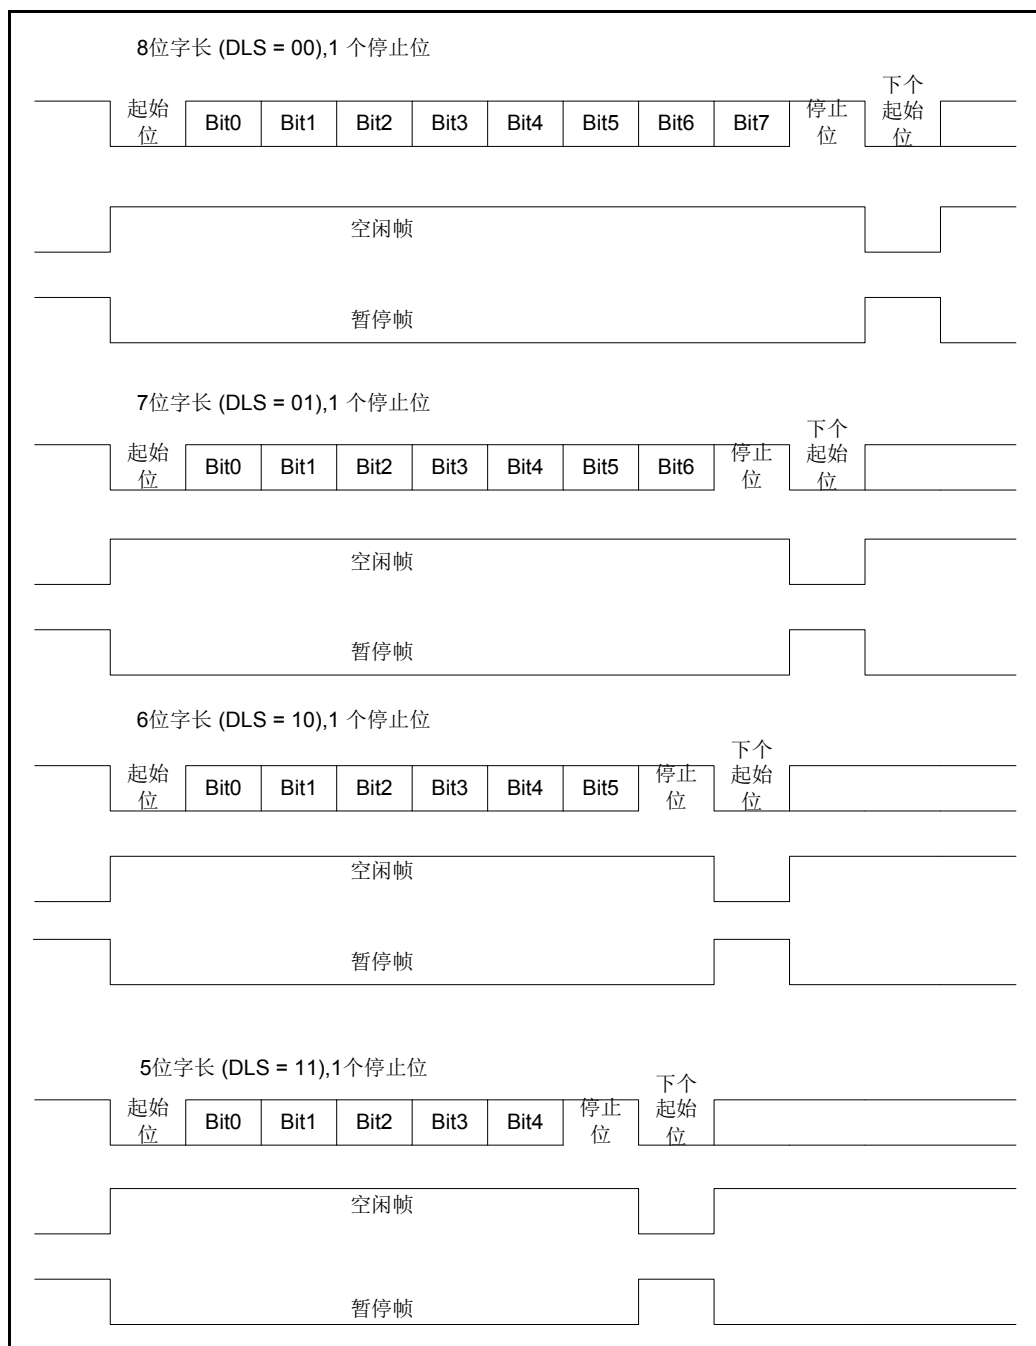 8位字长 (DLS = 00),1 个停止位
起始位 Bit0 Bit1 Bit2 Bit3 Bit4 Bit5 Bit6 Bit7 停止位 下个起始位
空闲帧
暂停帧
7位字长 (DLS = 01),1 个停止位
起始位 Bit0 Bit1 Bit2 Bit3 Bit4 Bit5 Bit6 停止位 下个起始位
空闲帧
暂停帧
6位字长 (DLS = 10),1 个停止位
起始位 Bit0 Bit1 Bit2 Bit3 Bit4 Bit5 停止位 下个起始位
空闲帧
暂停帧
5位字长 (DLS = 11),1个停止位
起始位 Bit0 Bit1 Bit2 Bit3 Bit4 停止位 下个起始位
空闲帧
暂停帧